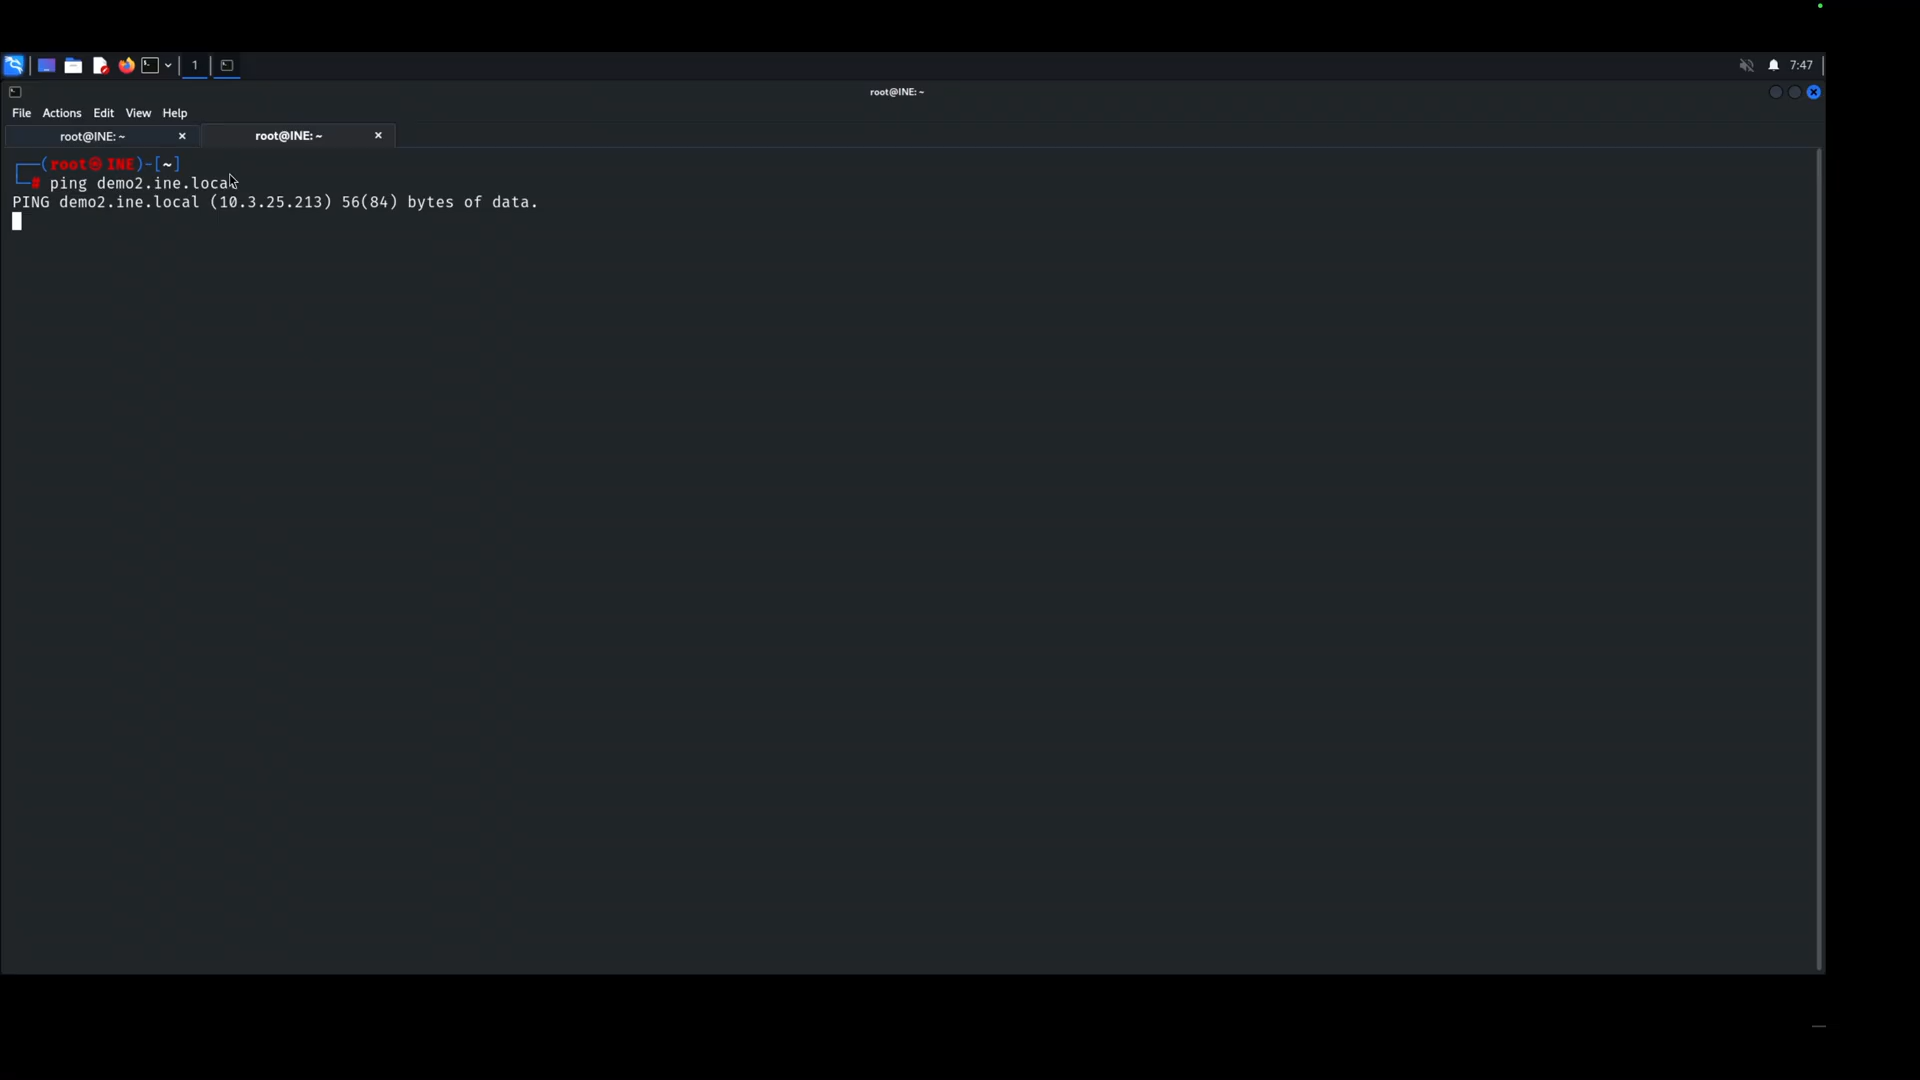 1
7:47
root@INE: ~
File Actions Edit View Help
root@INE: ~ × root@INE: ~ ×
┌──(root㉿INE)-[~]
└─# ping demo2.ine.local
PING demo2.ine.local (10.3.25.213) 56(84) bytes of data.